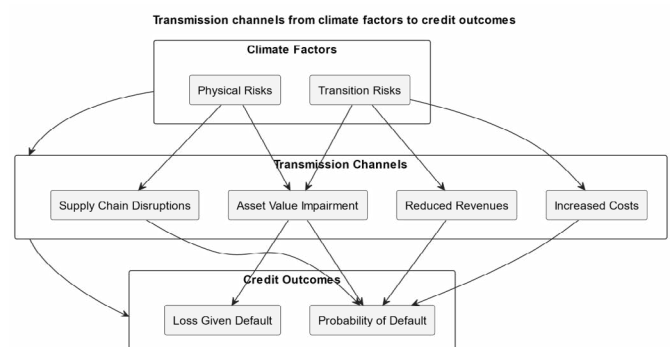 Transmission channels from climate factors to credit outcomes
Climate Factors
Physical Risks
Transition Risks
Transmission Channels
Supply Chain Disruptions
Asset Value Impairment
Reduced Revenues
Increased Costs
Credit Outcomes
Loss Given Default
Probability of Default